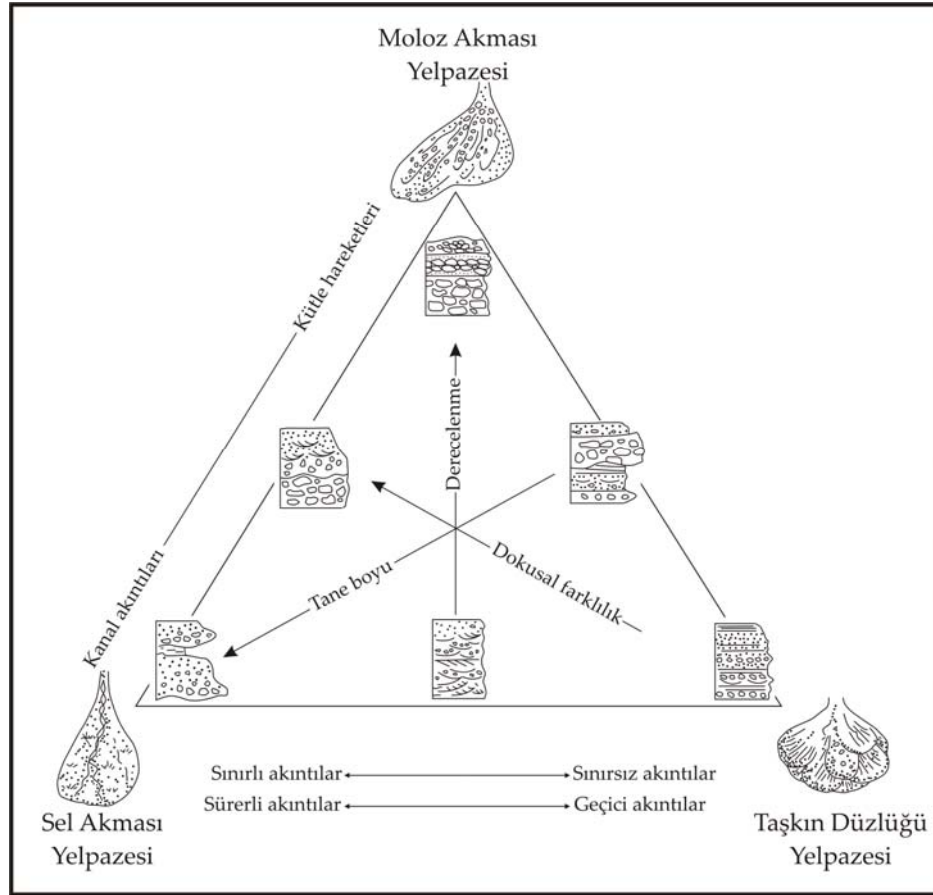 Moloz Akması
Yelpazesi
Kütle hareketleri
Kanal akıntıları
Derecelenme
Tane boyu
Dokusal farklılık
Sınırlı akıntılar
Sınırsız akıntılar
Sürerli akıntılar
Geçici akıntılar
Sel Akması
Yelpazesi
Taşkın Düzlüğü
Yelpazesi